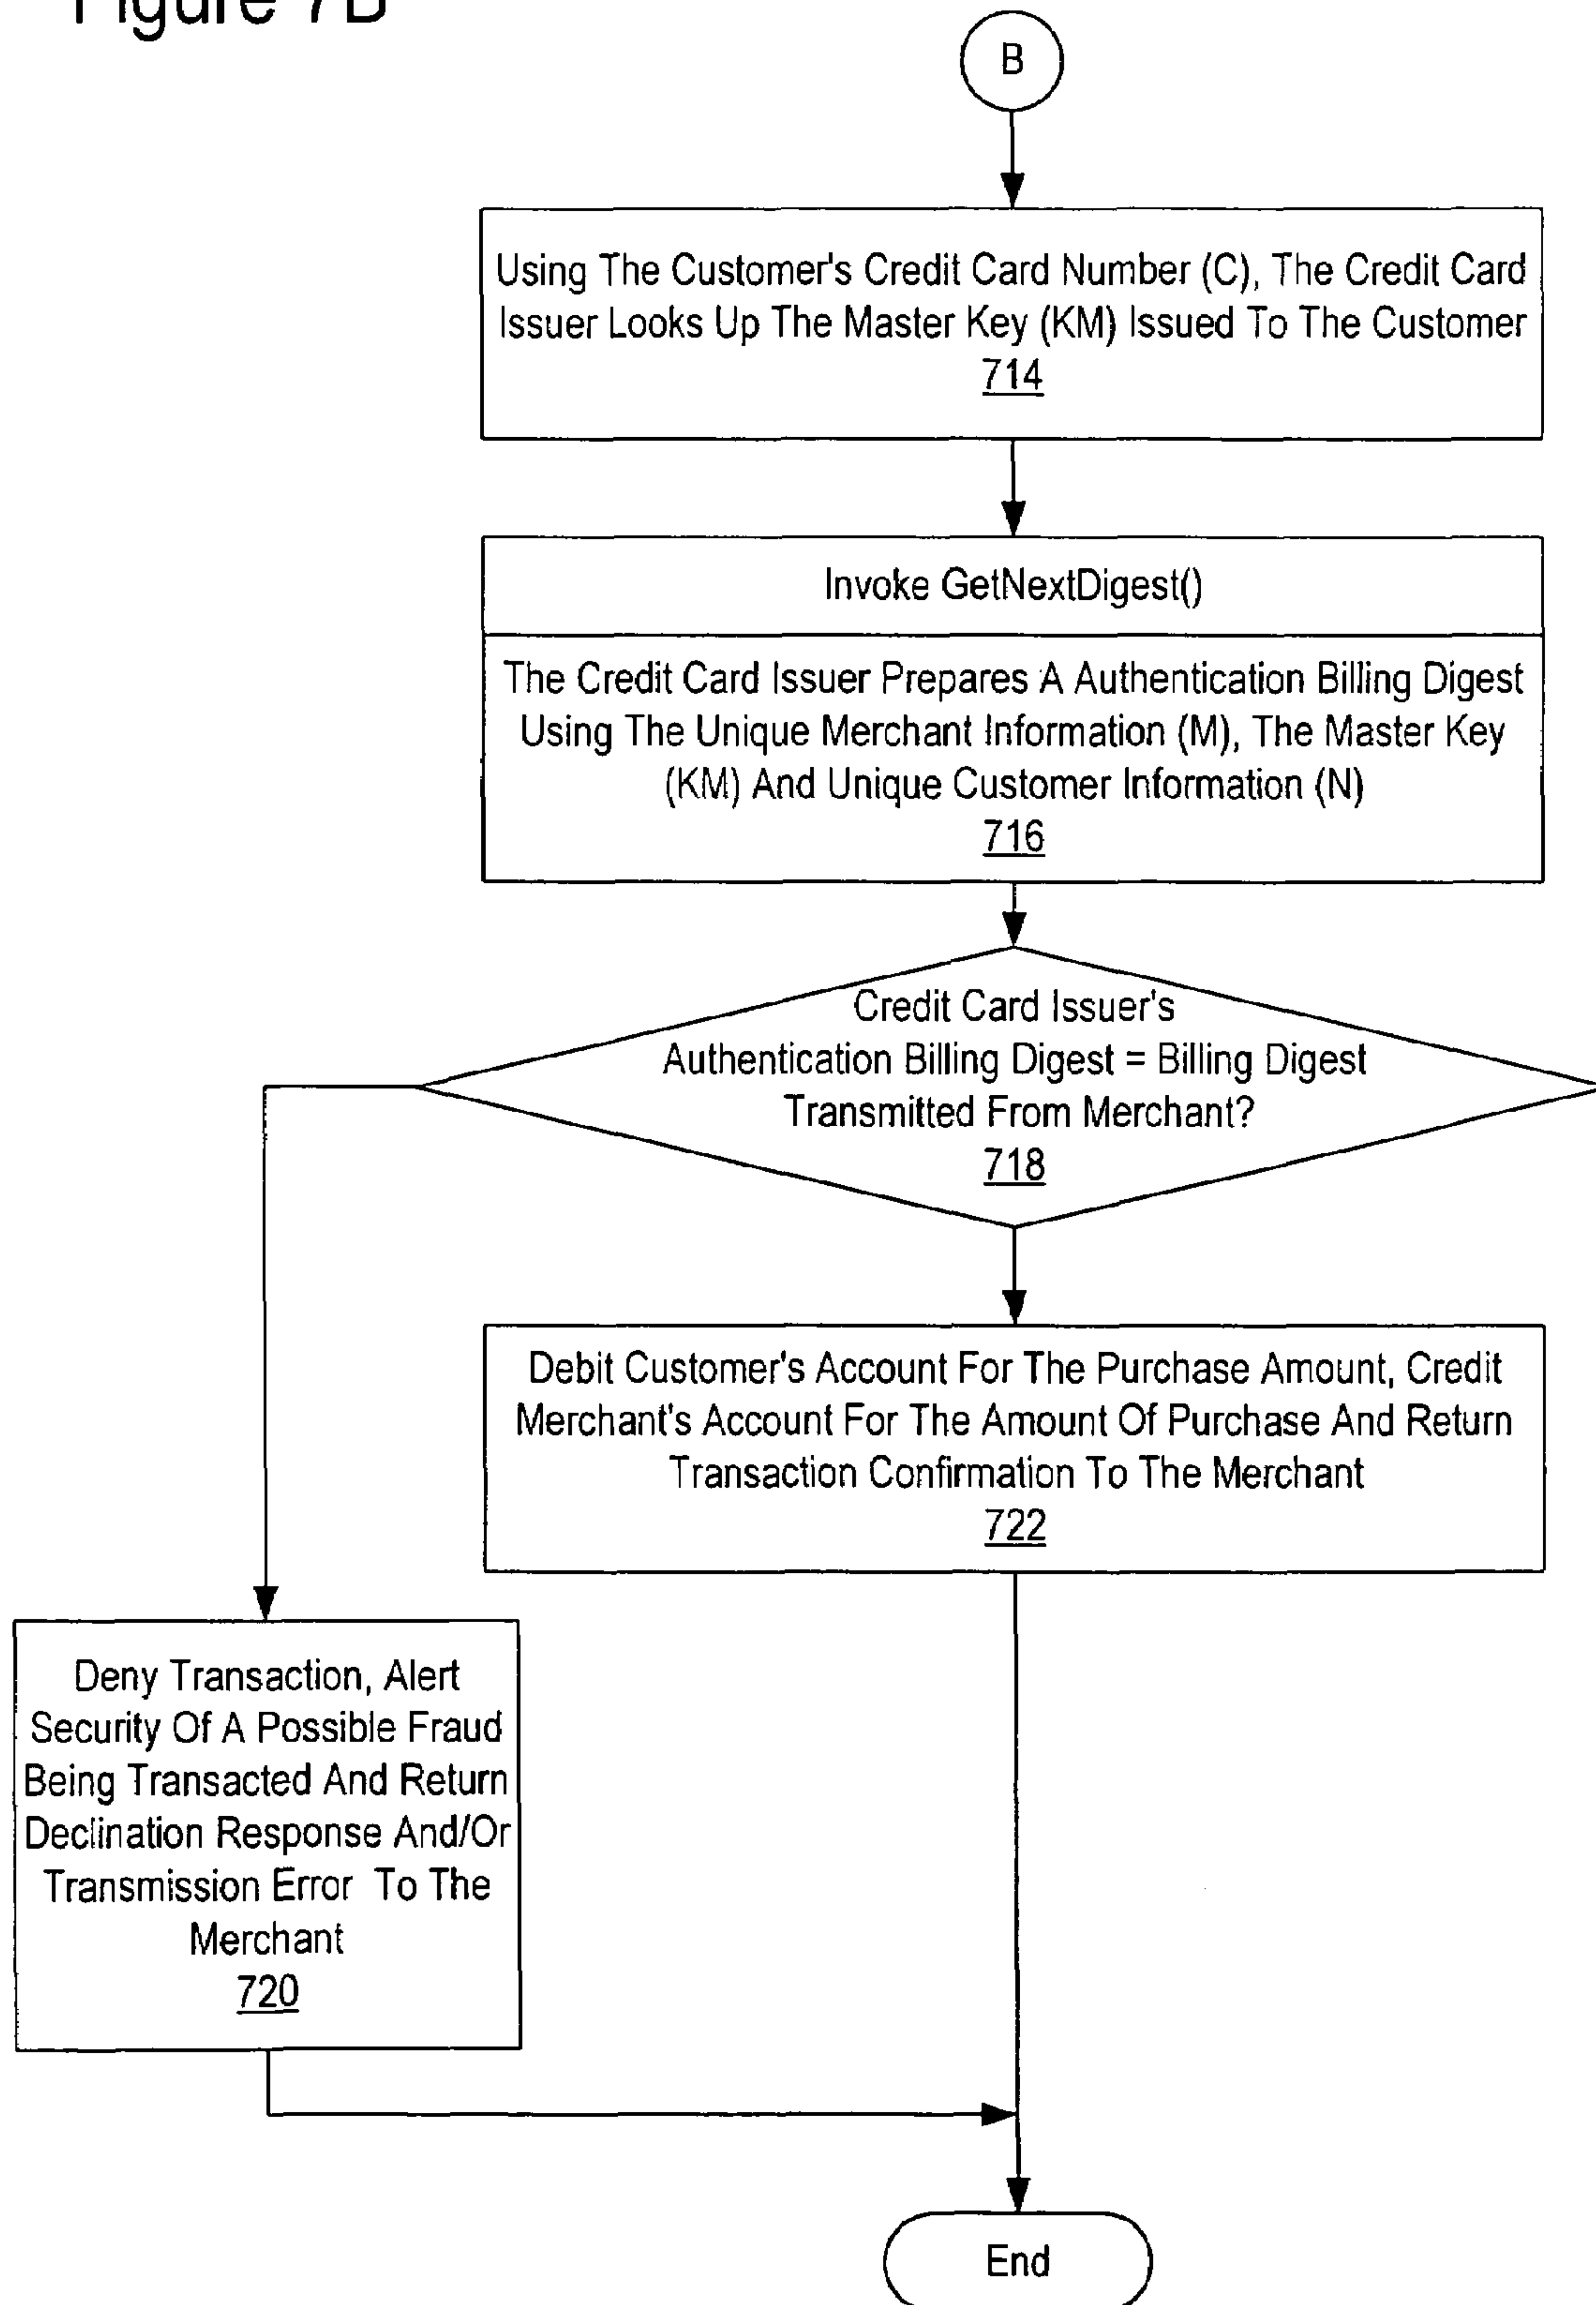 Figure 7B
B
Using The Customer's Credit Card Number (C), The Credit Card
Issuer Looks Up The Master Key (KM) Issued To The Customer
714
Invoke GetNextDigest()
The Credit Card Issuer Prepares A Authentication Billing Digest
Using The Unique Merchant Information (M), The Master Key
(KM) And Unique Customer Information (N)
716
Credit Card Issuer's
Authentication Billing Digest = Billing Digest
Transmitted From Merchant?
718
Debit Customer's Account For The Purchase Amount, Credit
Merchant's Account For The Amount Of Purchase And Return
Transaction Confirmation To The Merchant
722
Deny Transaction, Alert
Security Of A Possible Fraud
Being Transacted And Return
Declination Response And/Or
Transmission Error To The
Merchant
720
End